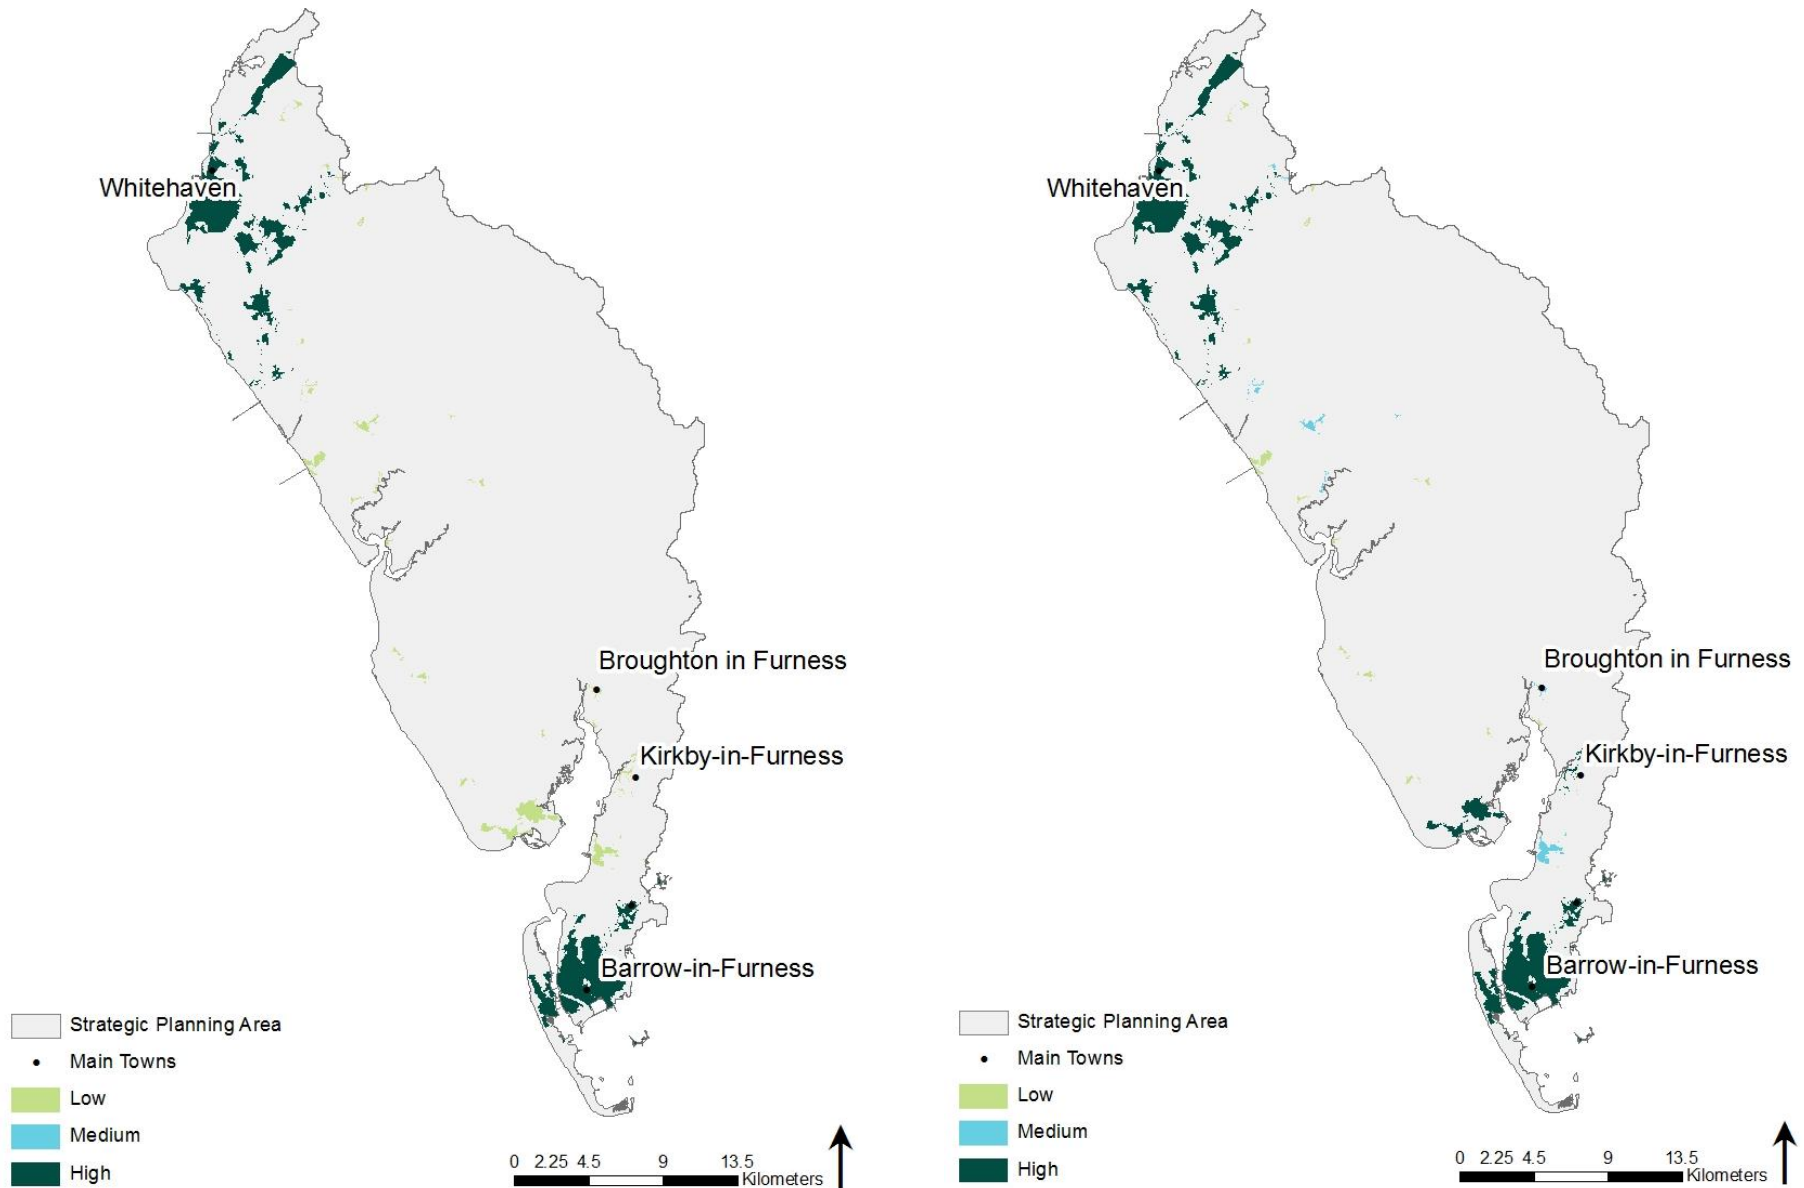 Whitehaven
Broughton in Furness
Kirkby-in-Furness
Barrow-in-Furness
Strategic Planning Area
Main Towns
Low
Medium
High
0 2.25 4.5 9 13.5
Kilometers
Whitehaven
Broughton in Furness
Kirkby-in-Furness
Barrow-in-Furness
Strategic Planning Area
Main Towns
Low
Medium
High
0 2.25 4.5 9 13.5
Kilometers